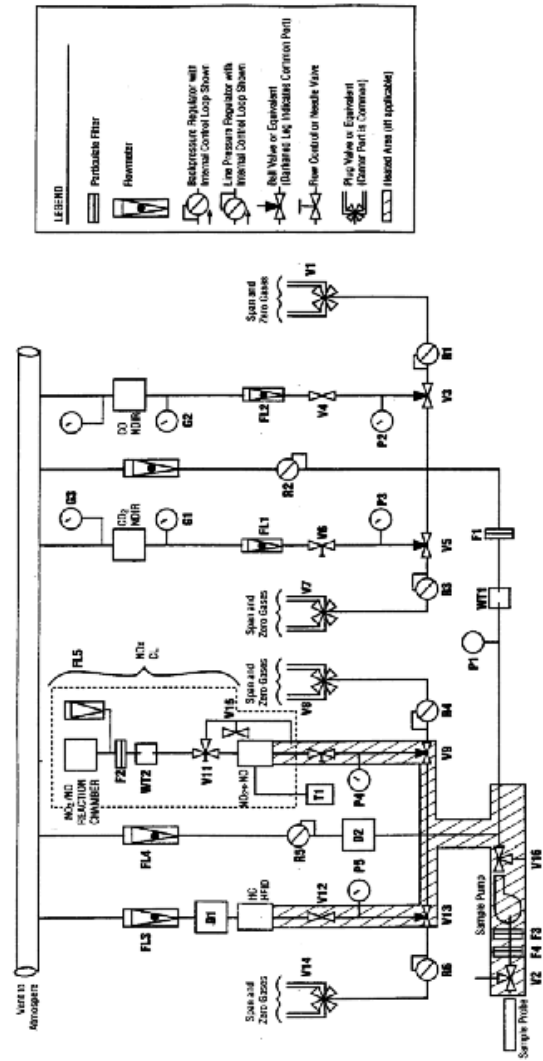 LEGEND
Particulate Filter
Flowmeter
Backpressure Regulator with
Internal Control Loop Shown
Line Pressure Regulator with
Internal Control Loop Shown
Ball Valve or Equivalent
(Darkened Leg Indicates Common Port)
Flow Control or Needle Valve
Plug Valve or Equivalent
(Center Port is Common)
Heated Area (if applicable)
Vent to
Atmosphere
G3
CO2
NDIR
G1
FL1
V6
P3
V5
R3
CO
NDIR
G2
FL2
V4
P2
V3
R1
Span and
Zero Gases
V1
R2
F1
WT1
P1
Span and
Zero Gases
V7
Span and
Zero Gases
V8
R4
V9
FL5
NOx
CL
NO2/NO
REACTION
CHAMBER
F2
WT2
V11
V15
T1
P4
FL4
R5
D2
FL3
D1
HC
HFID
V12
P5
V13
R6
Span and
Zero Gases
V14
Sample Pump
V16
F3
F4
V2
Sample Probe